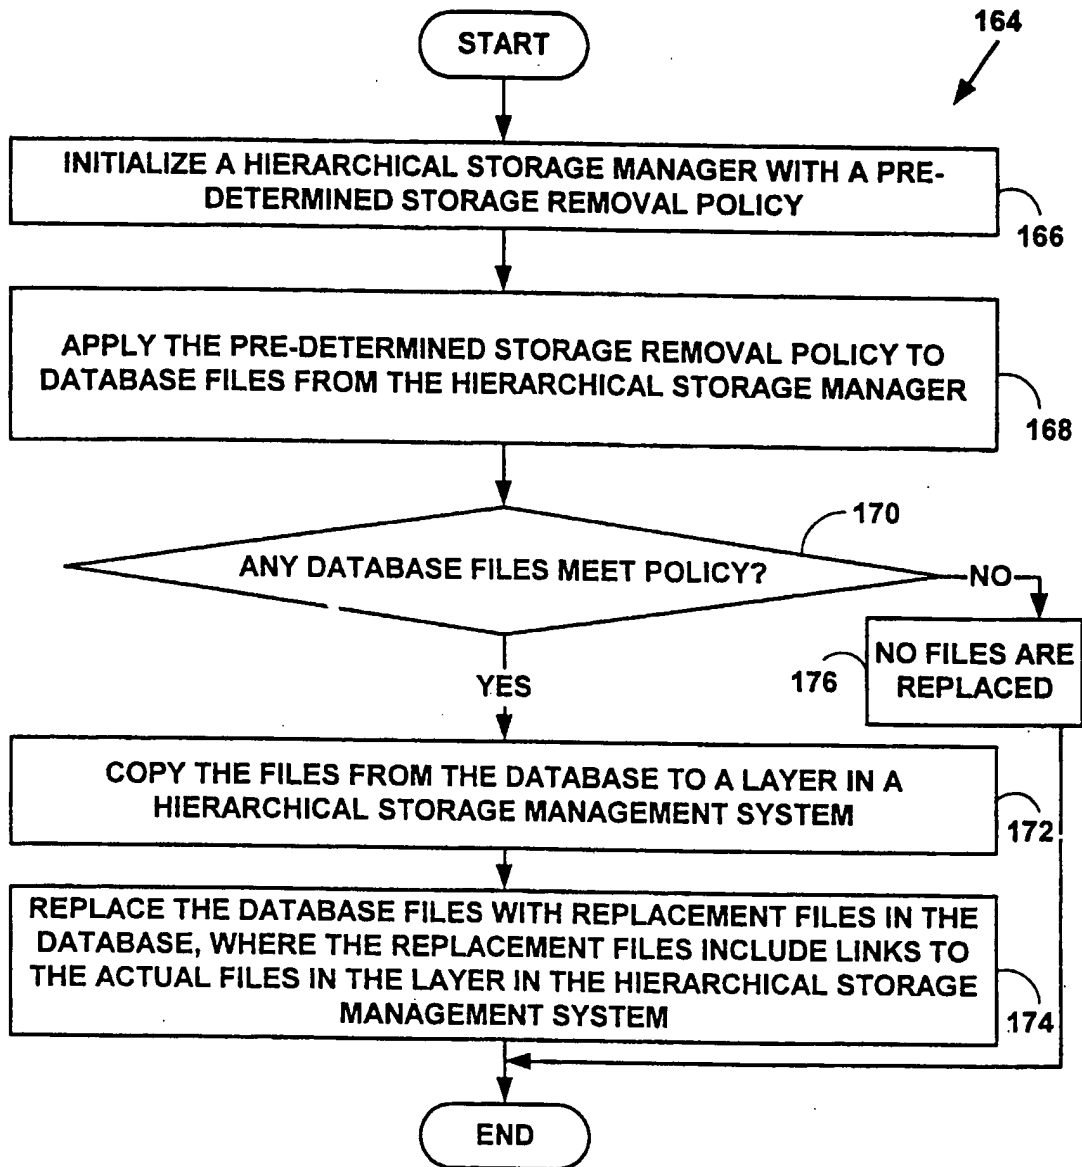 START
164
INITIALIZE A HIERARCHICAL STORAGE MANAGER WITH A PRE-
DETERMINED STORAGE REMOVAL POLICY
166
APPLY THE PRE-DETERMINED STORAGE REMOVAL POLICY TO
DATABASE FILES FROM THE HIERARCHICAL STORAGE MANAGER
168
170
ANY DATABASE FILES MEET POLICY?
NO
YES
176
NO FILES ARE
REPLACED
COPY THE FILES FROM THE DATABASE TO A LAYER IN A
HIERARCHICAL STORAGE MANAGEMENT SYSTEM
172
REPLACE THE DATABASE FILES WITH REPLACEMENT FILES IN THE
DATABASE, WHERE THE REPLACEMENT FILES INCLUDE LINKS TO
THE ACTUAL FILES IN THE LAYER IN THE HIERARCHICAL STORAGE
MANAGEMENT SYSTEM
174
END